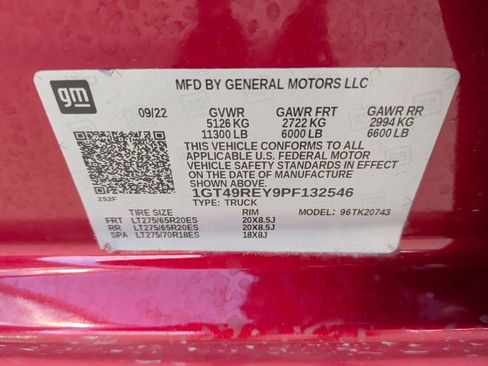 gm
MFD BY GENERAL MOTORS LLC
09/22 GVWR GAWR FRT GAWR RR
5126 KG 2722 KG 2994 KG
11300 LB 6000 LB 6600 LB
THIS VEHICLE CONFORMS TO ALL
APPLICABLE U.S. FEDERAL MOTOR
VEHICLE SAFETY STANDARDS IN
EFFECT ON THE DATE OF MANUFACTURE
SHOWN ABOVE.
1GT49REY9PF132546
252F TYPE: TRUCK
TIRE SIZE RIM MODEL: 96TK20743
FRT LT275/65R20ES 20X8.5J
RR LT275/65R20ES 20X8.5J
SPA LT275/70R18ES 18X8J